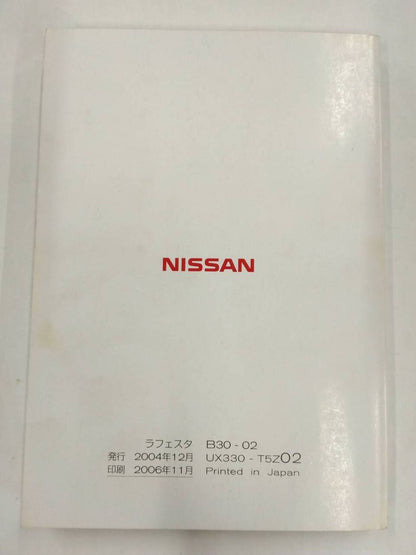 NISSAN
ラフェスタ B30 - 02
発行 2004年12月 UX330 - T5Z02
印刷 2006年11月 Printed in Japan